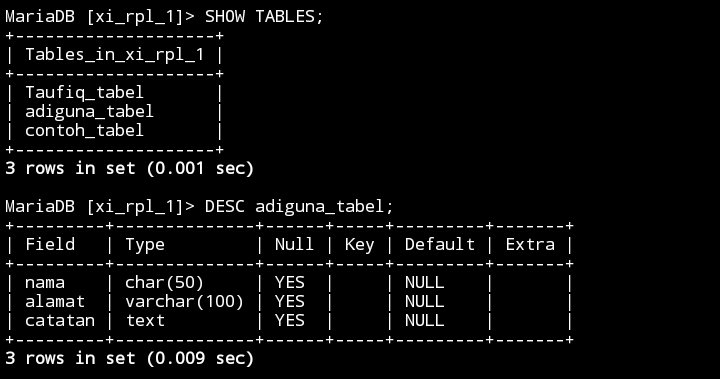 MariaDB [xi_rpl_1]> SHOW TABLES;
+--------------------+
| Tables_in_xi_rpl_1 |
+--------------------+
| Taufiq_tabel       |
| adiguna_tabel      |
| contoh_tabel       |
+--------------------+
3 rows in set (0.001 sec)

MariaDB [xi_rpl_1]> DESC adiguna_tabel;
+---------+--------------+------+-----+---------+-------+
| Field   | Type         | Null | Key | Default | Extra |
+---------+--------------+------+-----+---------+-------+
| nama    | char(50)     | YES  |     | NULL    |       |
| alamat  | varchar(100) | YES  |     | NULL    |       |
| catatan | text         | YES  |     | NULL    |       |
+---------+--------------+------+-----+---------+-------+
3 rows in set (0.009 sec)